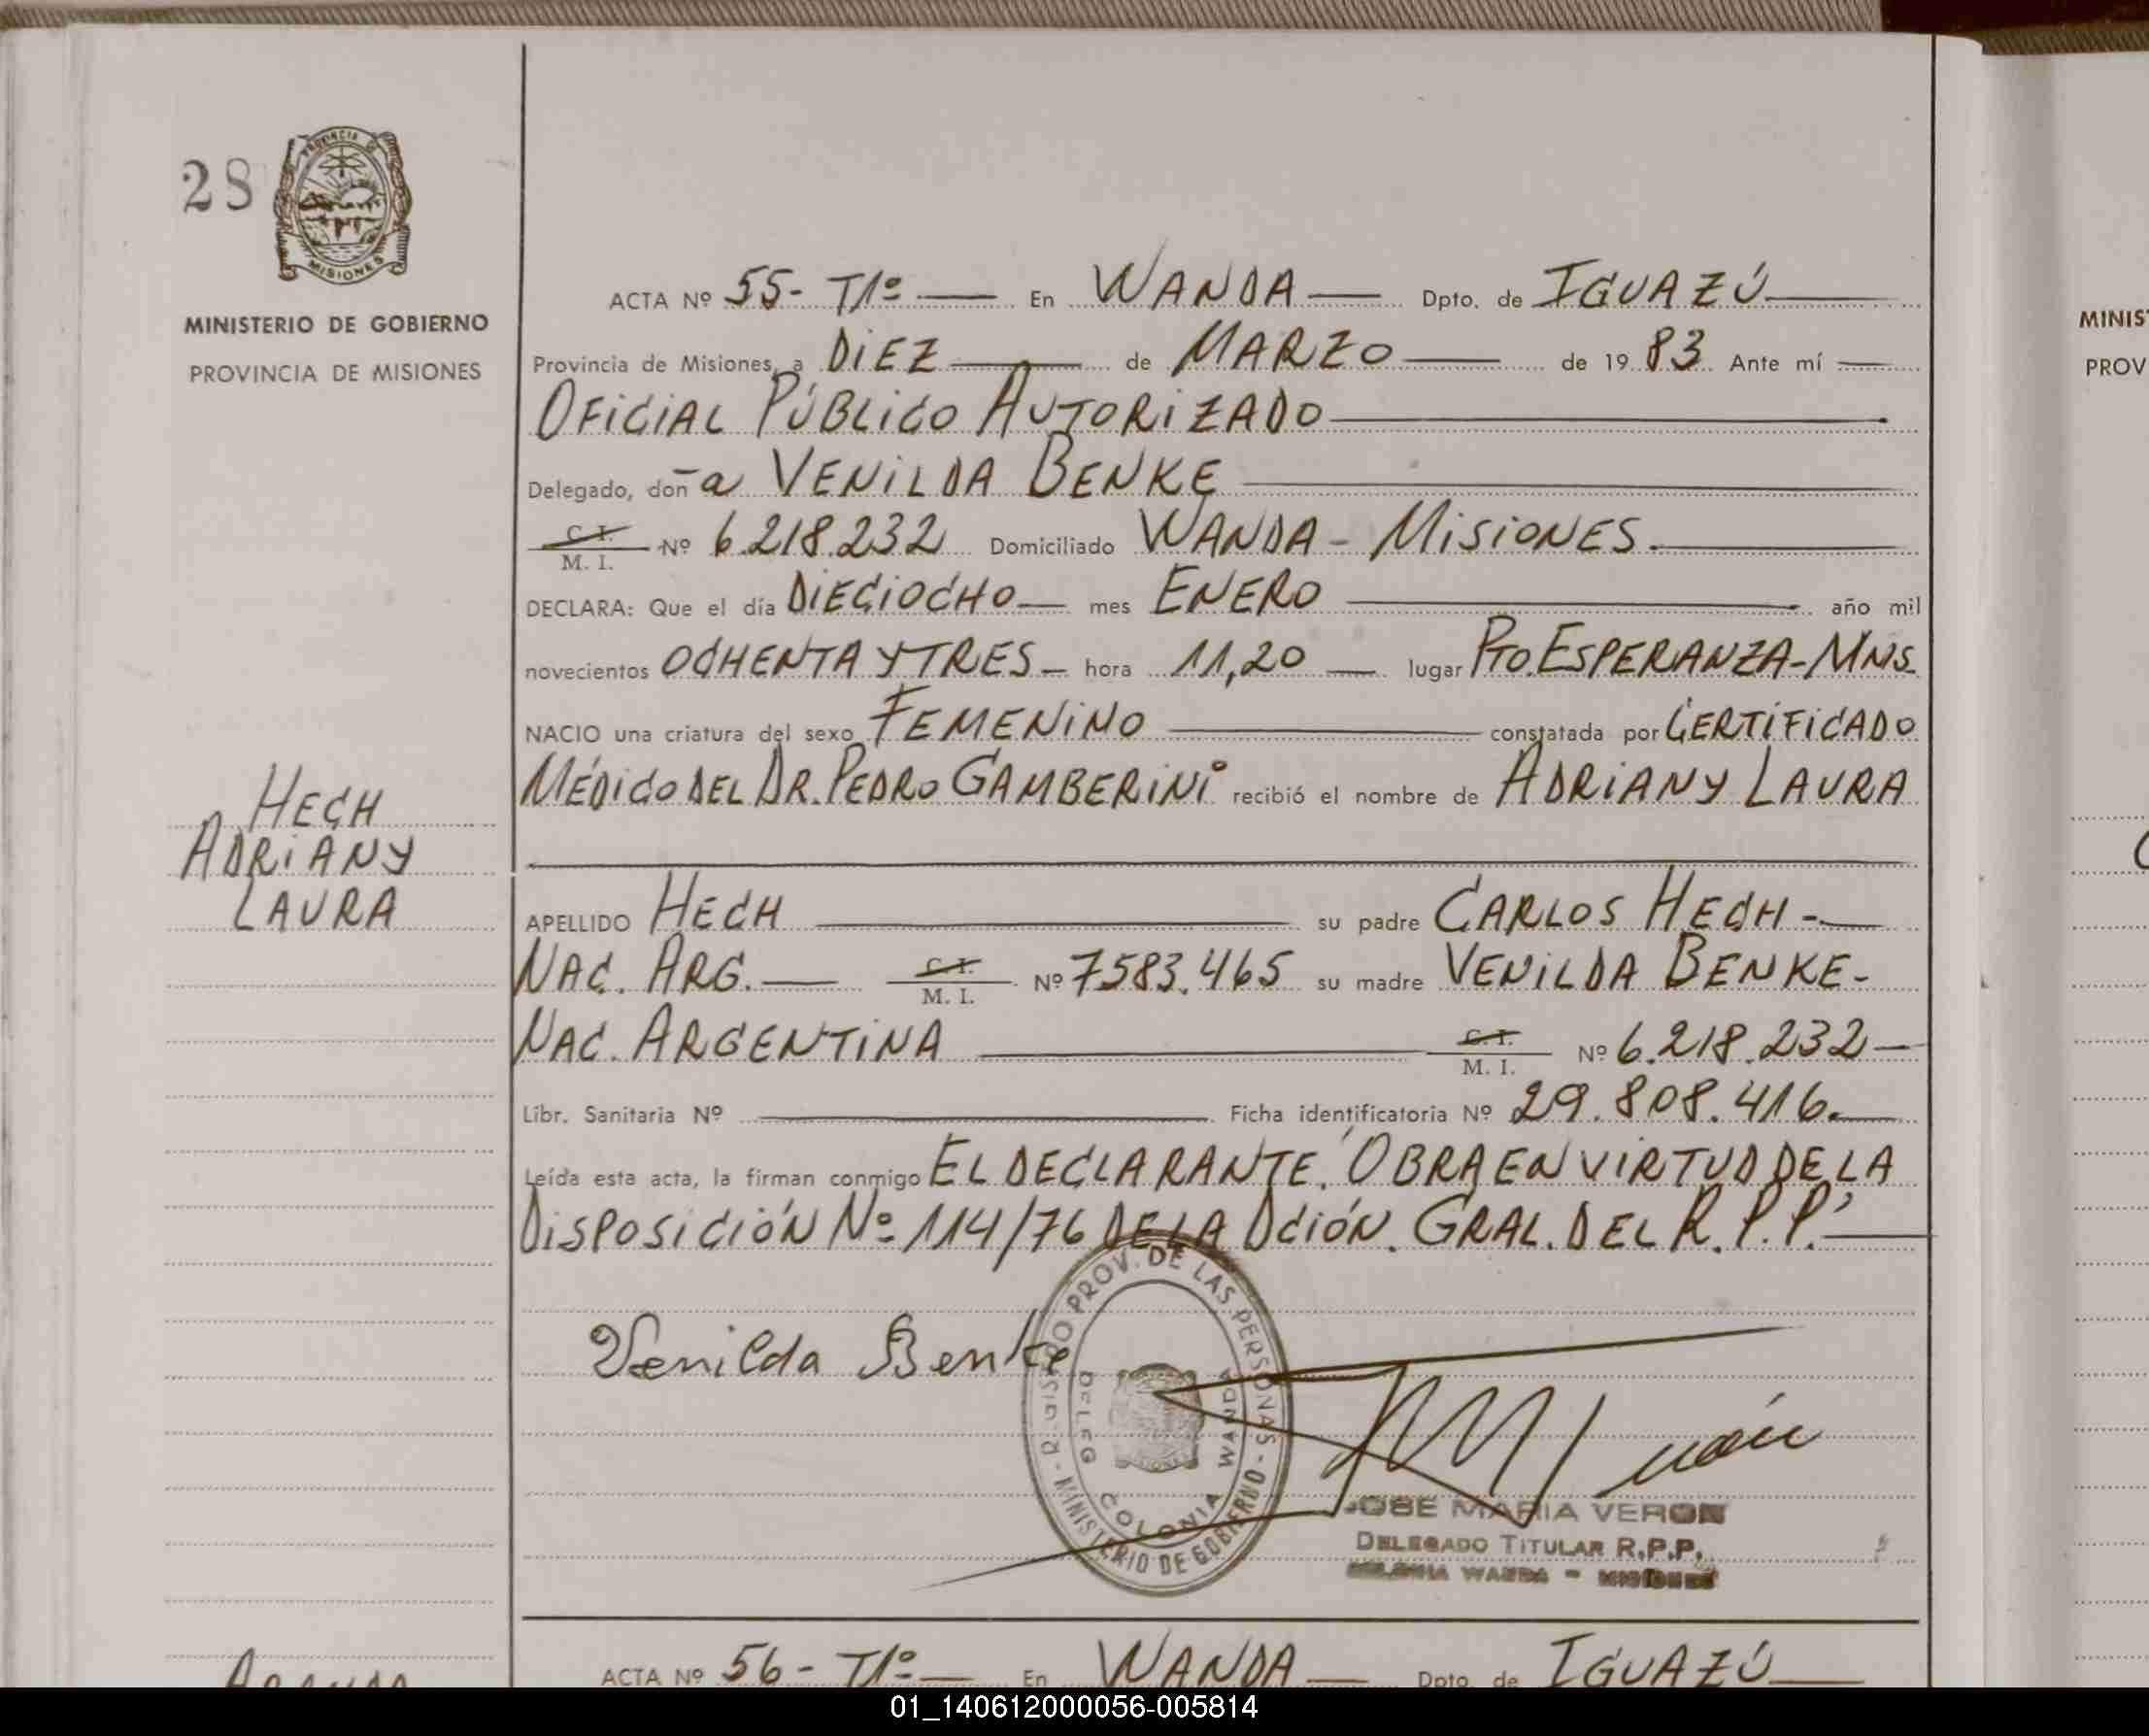 28
PROVINCIA DE
MISIONES
MINISTERIO DE GOBIERNO
PROVINCIA DE MISIONES
HECH
ADRIANY
LAURA
ACTA Nº 55- T1º — En WANDA — Dpto. de IGUAZÚ
Provincia de Misiones, a DIEZ — de MARZO — de 19 83 Ante mí —
OFICIAL PÚBLICO AUTORIZADO —
Delegado, don̄a VENILDA BENKE —
C. I. / M. I. Nº 6.218.232 Domiciliado WANDA - MISIONES. —
DECLARA: Que el día DIECIOCHO — mes ENERO — año mil
novecientos OCHENTA Y TRES — hora 11,20 — lugar PTO. ESPERANZA-MNS.
NACIO una criatura del sexo FEMENINO — constatada por CERTIFICADO
MÉDICO DEL DR. PEDRO GAMBERINI recibió el nombre de ADRIANY LAURA
APELLIDO HECH — su padre CARLOS HECH -
NAC. ARG. — C. I. / M. I. Nº 7583.465 su madre VENILDA BENKE-
NAC. ARGENTINA — C. I. / M. I. Nº 6.218.232 —
Libr. Sanitaria Nº — Ficha identificatoria Nº 29.808.416. —
Leída esta acta, la firman conmigo EL DECLARANTE. "OBRA EN VIRTUD DE LA
DISPOSICIÓN Nº 114/76 DE LA DCIÓN. GRAL. DEL R.P.P." —
Venilda Benke
REGISTRO PROV. DE LAS PERSONAS - MINISTERIO DE GOBIERNO -
DELEG COLONIA WANDA
JOSE MARIA VERON
DELEGADO TITULAR R.P.P.
COLONIA WANDA - MISIONES
ACTA Nº 56 - T1º — En WANDA — Dpto. de IGUAZÚ
MINIS
PROV
01_140612000056-005814